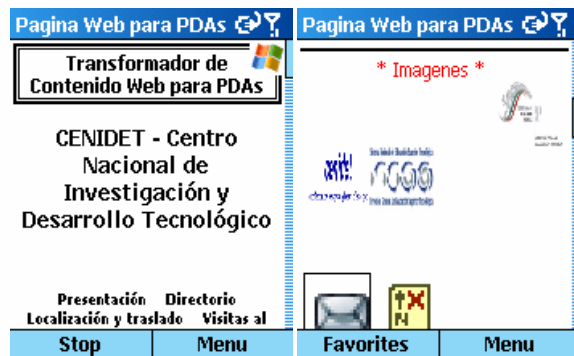 Pagina Web para PDAs
Transformador de
Contenido Web para PDAs
CENIDET - Centro
Nacional de
Investigación y
Desarrollo Tecnológico
Presentación Directorio
Localización y traslado Visitas al
Stop Menu
Pagina Web para PDAs
* Imagenes *
Favorites Menu